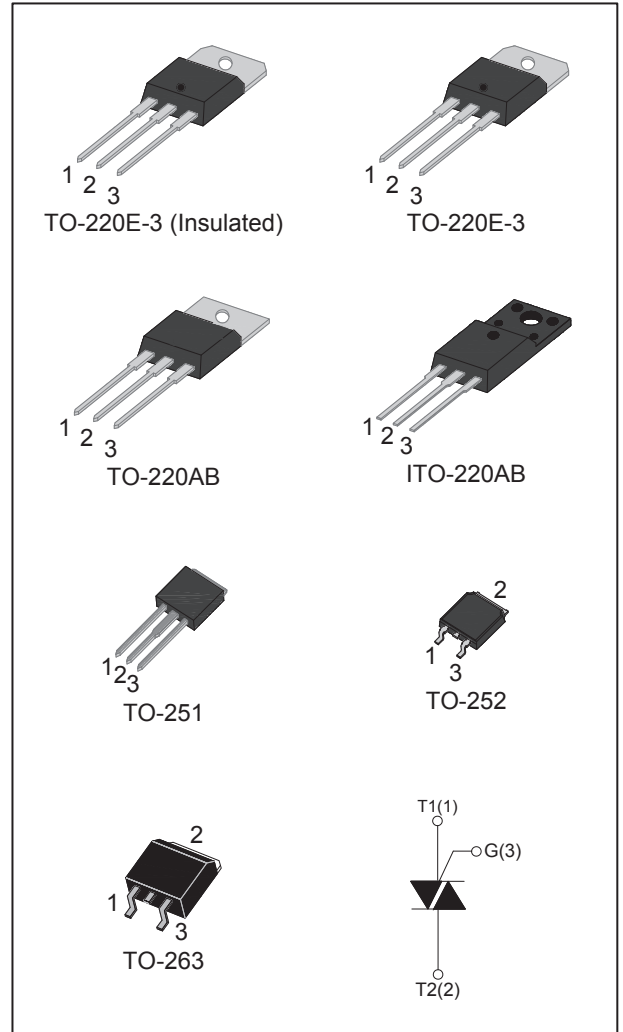 1 2 3
TO-220E-3 (Insulated)
1 2 3
TO-220E-3
1 2 3
TO-220AB
1 2 3
ITO-220AB
1 2 3
TO-251
2
1
3
TO-252
2
1
3
TO-263
T1(1)
G(3)
T2(2)